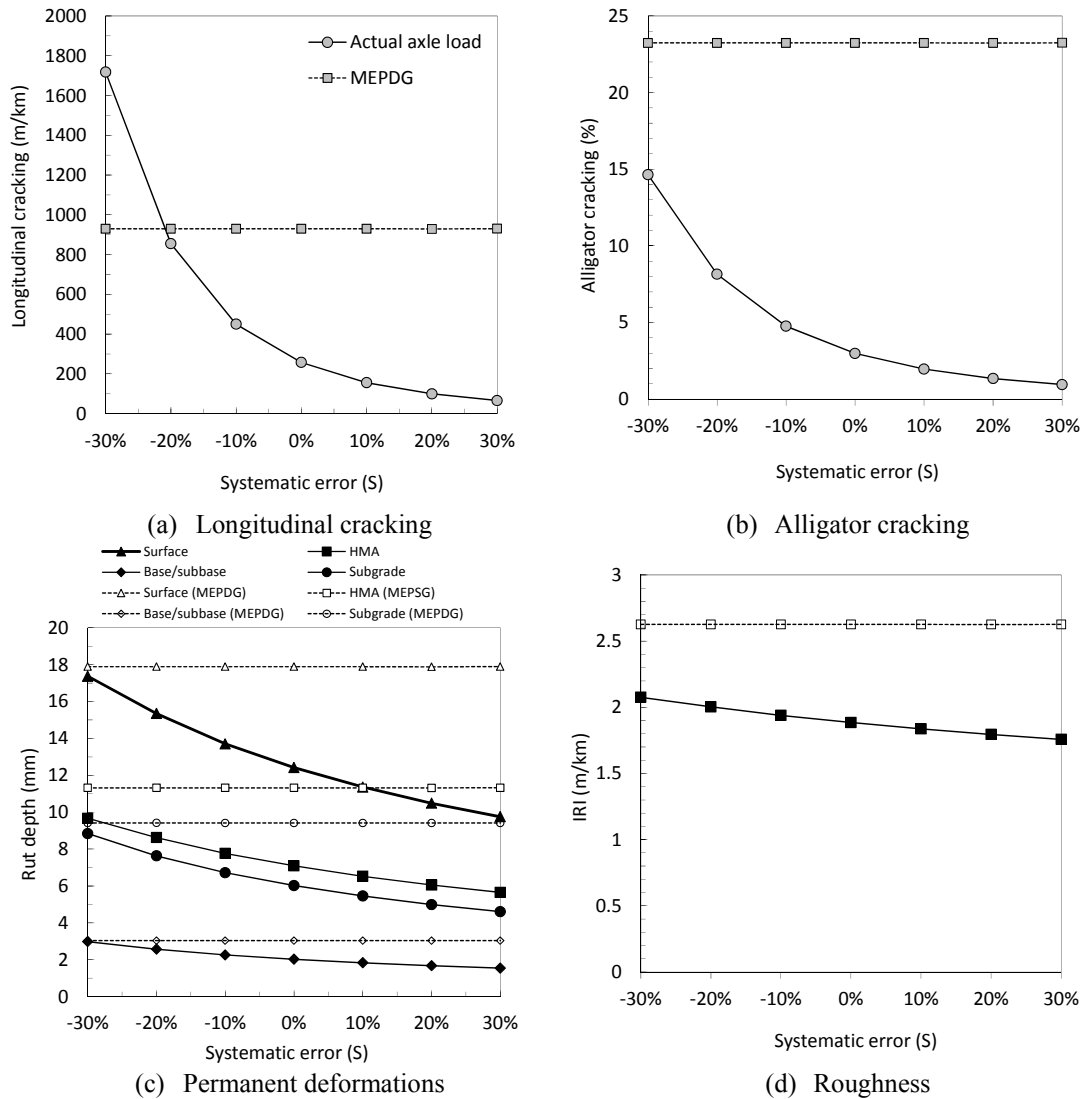 2000
1800
1600
1400
1200
1000
800
600
400
200
0
Longitudinal cracking (m/km)
Actual axle load
MEPDG
-30% -20% -10% 0% 10% 20% 30%
Systematic error (S)
(a) Longitudinal cracking
25
20
15
10
5
0
Alligator cracking (%)
-30% -20% -10% 0% 10% 20% 30%
Systematic error (S)
(b) Alligator cracking
Surface HMA
Base/subbase Subgrade
Surface (MEPDG) HMA (MEPSG)
Base/subbase (MEPDG) Subgrade (MEPDG)
20
18
16
14
12
10
8
6
4
2
0
Rut depth (mm)
-30% -20% -10% 0% 10% 20% 30%
Systematic error (S)
(c) Permanent deformations
3
2.5
2
1.5
1
0.5
0
IRI (m/km)
-30% -20% -10% 0% 10% 20% 30%
Systematic error (S)
(d) Roughness